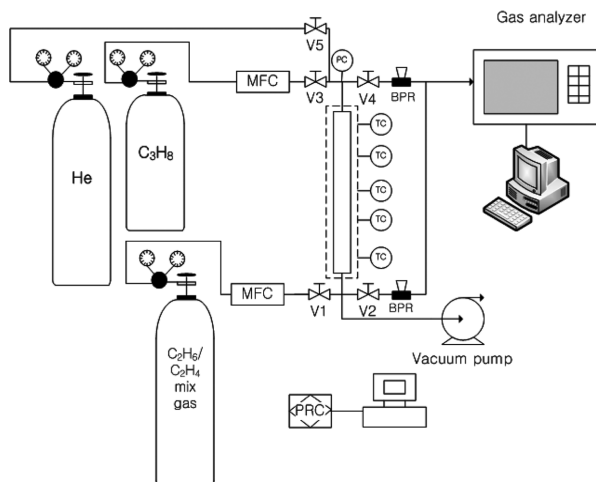 Gas analyzer
V5
PC
MFC
V3
V4
BPR
He
C₃H₈
TC
TC
TC
TC
TC
MFC
V1
V2
BPR
Vacuum pump
C₂H₆/
C₂H₄
mix
gas
PRC